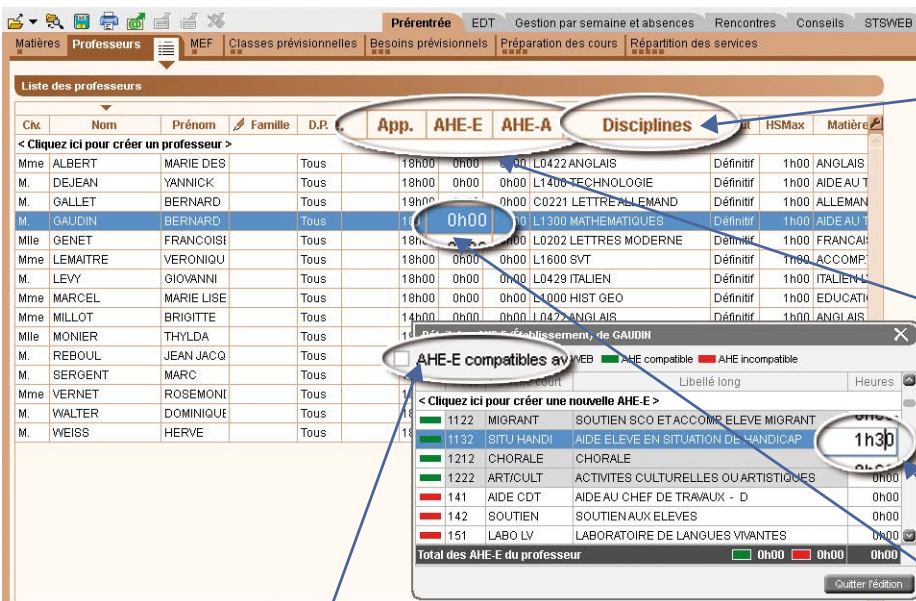 Prérentrée EDT Gestion par semaine et absences Rencontres Conseils STSWEB
Matières Professeurs MEF Classes prévisionnelles Besoins prévisionnels Préparation des cours Répartition des services
Liste des professeurs
Civ. Nom Prénom Famille D.P. App. AHE-E AHE-A Disciplines HSMax Matière
< Cliquez ici pour créer un professeur >
Mme ALBERT MARIE DES Tous 18h00 0h00 0h00 L0422 ANGLAIS Définitif 1h00 ANGLAIS
M. DEJEAN YANNICK Tous 18h00 0h00 0h00 L1400 TECHNOLOGIE Définitif 1h00 AIDE AU T
M. GALLET BERNARD Tous 19h00 0h00 0h00 C0221 LETTRE ALLEMAND Définitif 1h00 ALLEMAN
M. GAUDIN BERNARD Tous 0h00 0h00 L1300 MATHEMATIQUES Définitif 1h00 AIDE AU T
Mlle GENET FRANCOISE Tous 0h00 L0202 LETTRES MODERNE Définitif 1h00 FRANCAI
Mme LEMAITRE VERONIQU Tous 18h00 0h00 0h00 L1600 SVT Définitif 1h00 ACCOMP.
M. LEVY GIOVANNI Tous 18h00 0h00 0h00 L0429 ITALIEN Définitif 1h00 ITALIEN L
Mme MARCEL MARIE LISE Tous 18h00 0h00 0h00 L1000 HIST GEO Définitif 1h00 EDUCATI
Mme MILLOT BRIGITTE Tous 14h00 0h00 0h00 L0422 ANGLAIS Définitif 1h00 ANGLAIS
Mlle MONIER THYLDA Tous
M. REBOUL JEAN JACQ Tous
M. SERGENT MARC Tous
Mme VERNET ROSEMOND Tous
M. WALTER DOMINIQUE Tous
M. WEISS HERVE Tous
de GAUDIN
AHE-E compatibles av WEB AHE compatible AHE incompatible
court Libellé long Heures
< Cliquez ici pour créer une nouvelle AHE-E >
1122 MIGRANT SOUTIEN SCO ET ACCOMP ELEVE MIGRANT
1132 SITU HANDI AIDE ELEVE EN SITUATION DE HANDICAP 1h30
1212 CHORALE CHORALE
1222 ART/CULT ACTIVITES CULTURELLES OU ARTISTIQUES 0h00
141 AIDE CDT AIDE AU CHEF DE TRAVAUX - D 0h00
142 SOUTIEN SOUTIEN AUX ELEVES 0h00
151 LABO LV LABORATOIRE DE LANGUES VIVANTES 0h00
Total des AHE-E du professeur 0h00 0h00 0h00
Quitter l'édition